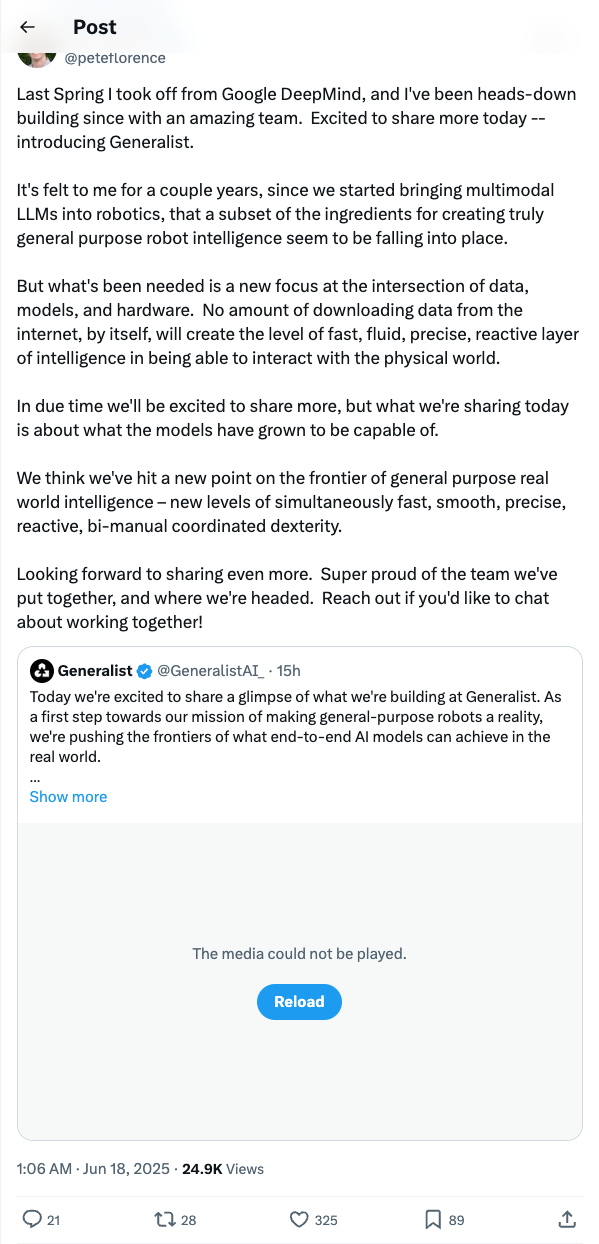 Post
@peteflorence
Last Spring I took off from Google DeepMind, and I've been heads-down
building since with an amazing team.  Excited to share more today --
introducing Generalist.
It's felt to me for a couple years, since we started bringing multimodal
LLMs into robotics, that a subset of the ingredients for creating truly
general purpose robot intelligence seem to be falling into place.
But what's been needed is a new focus at the intersection of data,
models, and hardware.  No amount of downloading data from the
internet, by itself, will create the level of fast, fluid, precise, reactive layer
of intelligence in being able to interact with the physical world.
In due time we'll be excited to share more, but what we're sharing today
is about what the models have grown to be capable of.
We think we've hit a new point on the frontier of general purpose real
world intelligence – new levels of simultaneously fast, smooth, precise,
reactive, bi-manual coordinated dexterity.
Looking forward to sharing even more.  Super proud of the team we've
put together, and where we're headed.  Reach out if you'd like to chat
about working together!
Generalist @GeneralistAI_ · 15h
Today we're excited to share a glimpse of what we're building at Generalist. As
a first step towards our mission of making general-purpose robots a reality,
we're pushing the frontiers of what end-to-end AI models can achieve in the
real world.
...
Show more
The media could not be played.
Reload
1:06 AM · Jun 18, 2025 · 24.9K Views
21 28 325 89